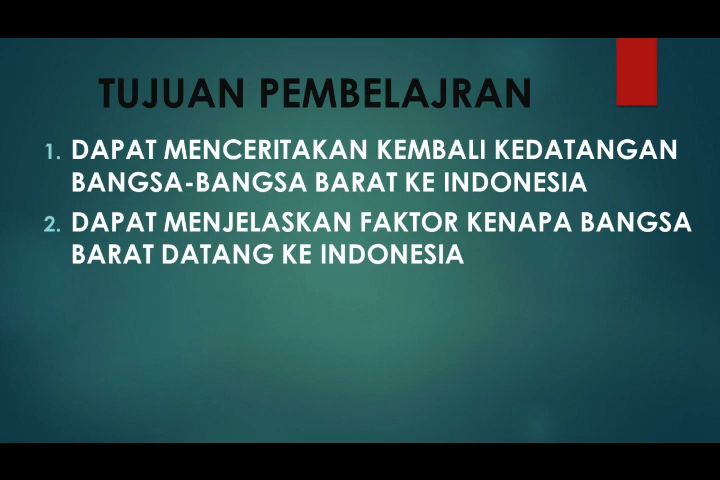 TUJUAN PEMBELAJRAN
1. DAPAT MENCERITAKAN KEMBALI KEDATANGAN
BANGSA-BANGSA BARAT KE INDONESIA
2. DAPAT MENJELASKAN FAKTOR KENAPA BANGSA
BARAT DATANG KE INDONESIA